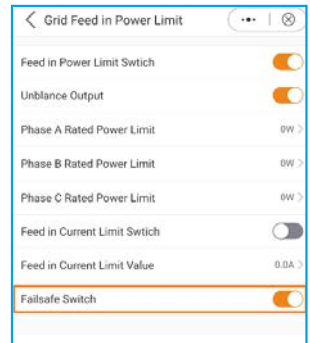 Grid Feed in Power Limit
Feed in Power Limit Swtich
Unblance Output
Phase A Rated Power Limit 0W
Phase B Rated Power Limit 0W
Phase C Rated Power Limit 0W
Feed in Current Limit Swtich
Feed in Current Limit Value 0.0A
Failsafe Switch